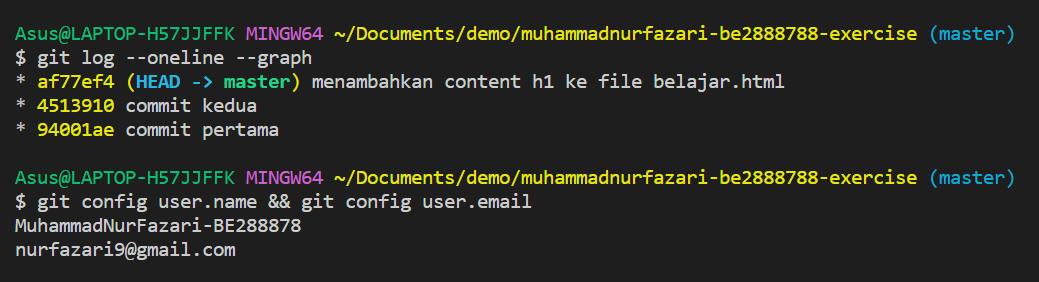 Asus@LAPTOP-H57JJFFK MINGW64 ~/Documents/demo/muhammadnurfazari-be2888788-exercise (master)
$ git log --oneline --graph
* af77ef4 (HEAD -> master) menambahkan content h1 ke file belajar.html
* 4513910 commit kedua
* 94001ae commit pertama
Asus@LAPTOP-H57JJFFK MINGW64 ~/Documents/demo/muhammadnurfazari-be2888788-exercise (master)
$ git config user.name && git config user.email
MuhammadNurFazari-BE288878
nurfazari9@gmail.com